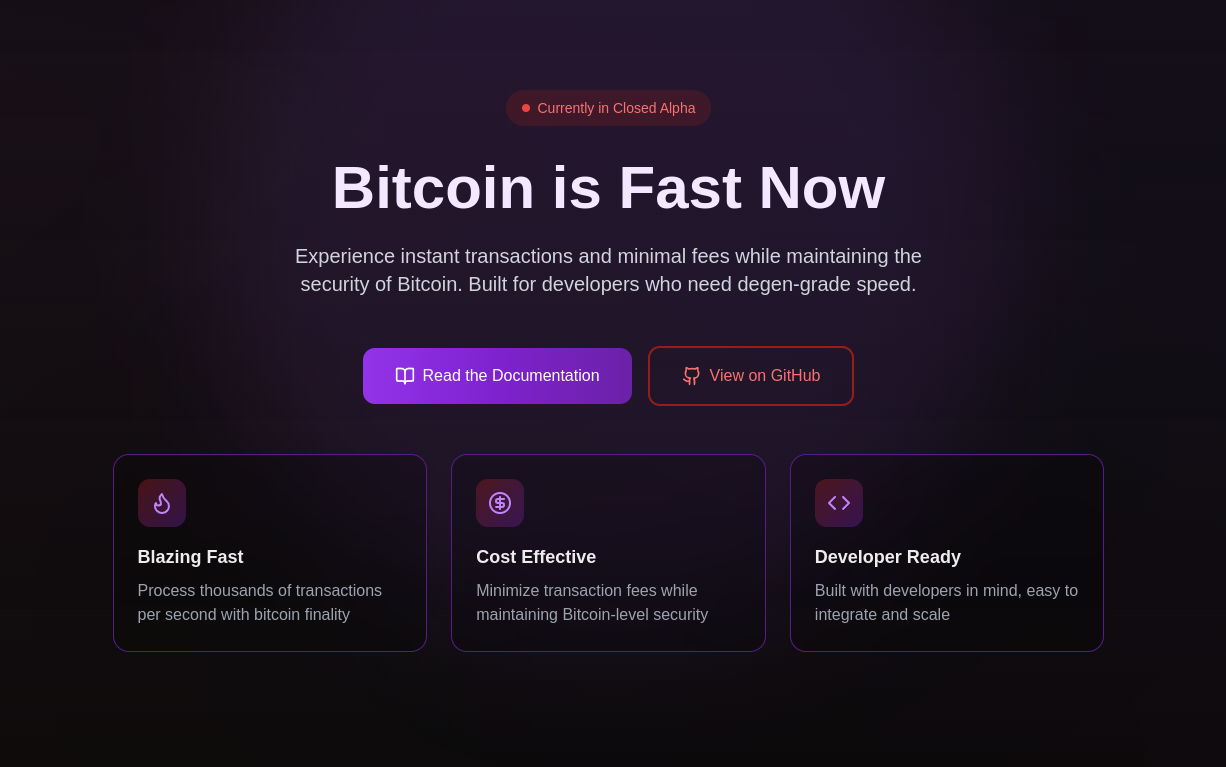 Currently in Closed Alpha
Bitcoin is Fast Now
Experience instant transactions and minimal fees while maintaining the
security of Bitcoin. Built for developers who need degen-grade speed.
Read the Documentation
View on GitHub
Blazing Fast
Process thousands of transactions
per second with bitcoin finality
Cost Effective
Minimize transaction fees while
maintaining Bitcoin-level security
Developer Ready
Built with developers in mind, easy to
integrate and scale